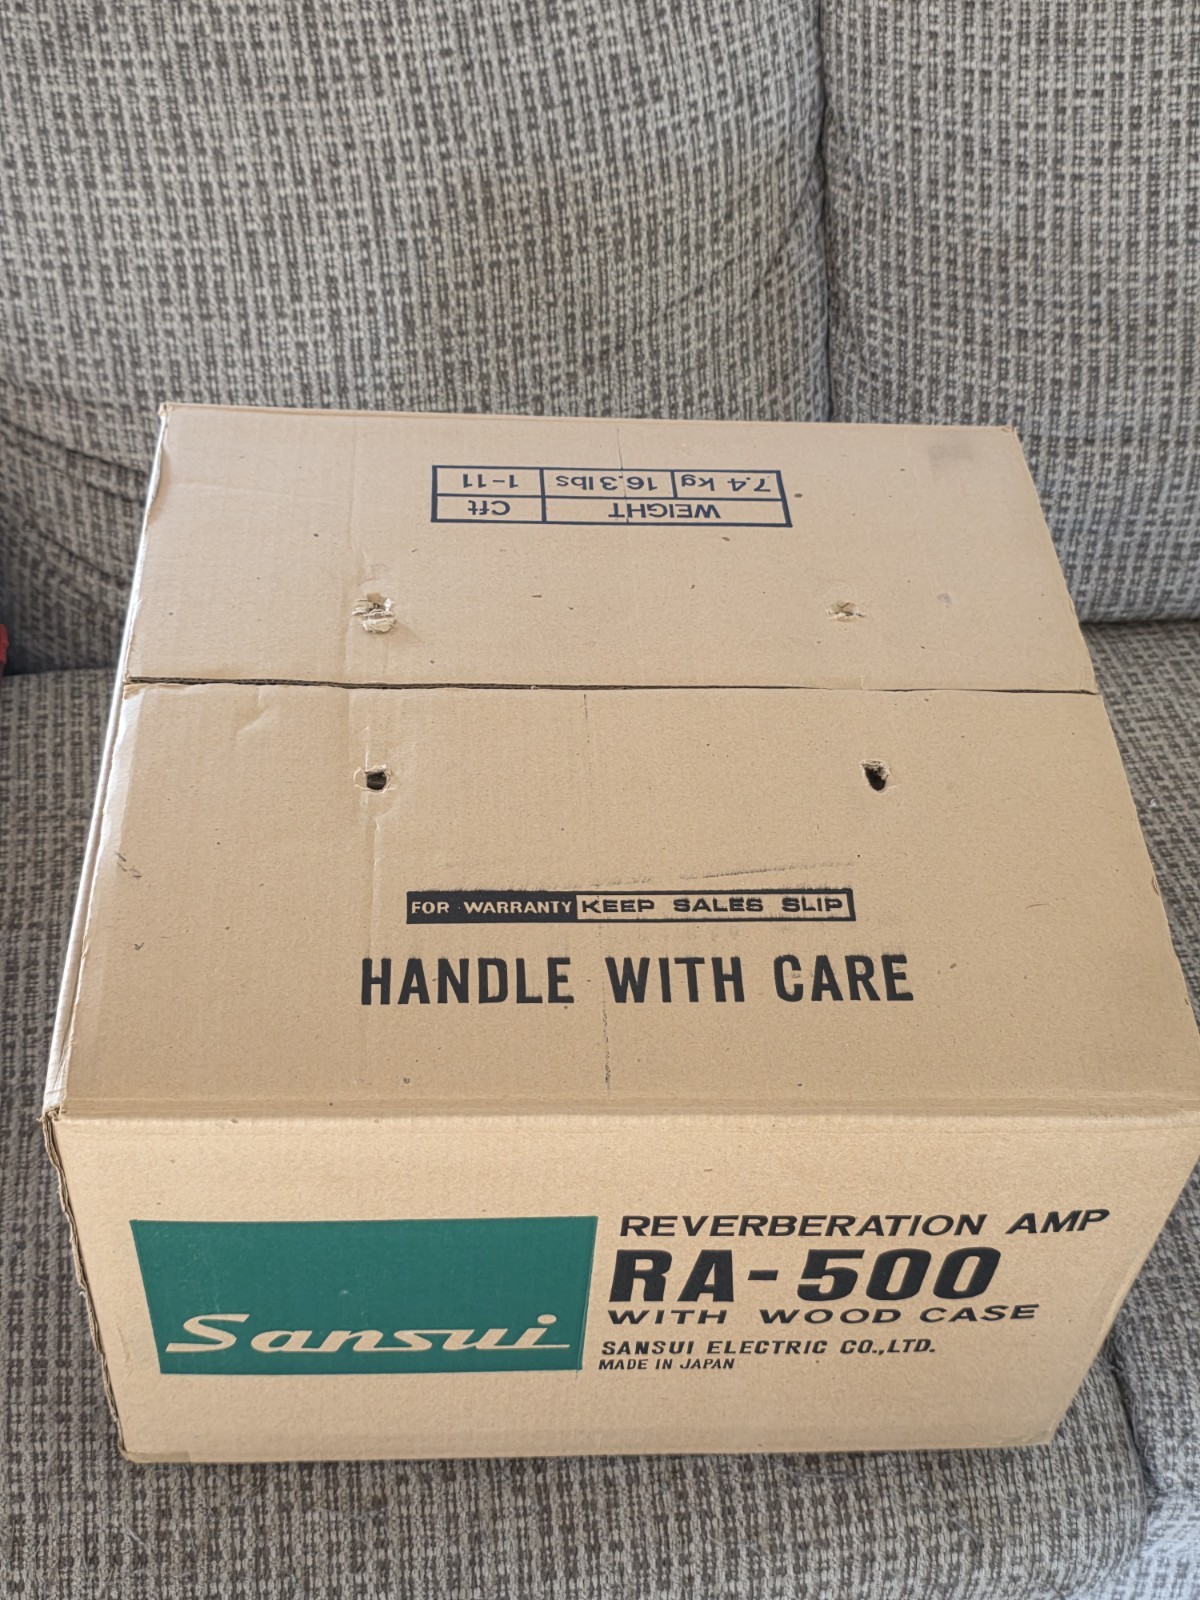 WEIGHT Cft
7.4 kg 16.3 lbs 1-11
FOR WARRANTY KEEP SALES SLIP
HANDLE WITH CARE
Sansui
REVERBERATION AMP
RA-500
WITH WOOD CASE
SANSUI ELECTRIC CO.,LTD.
MADE IN JAPAN